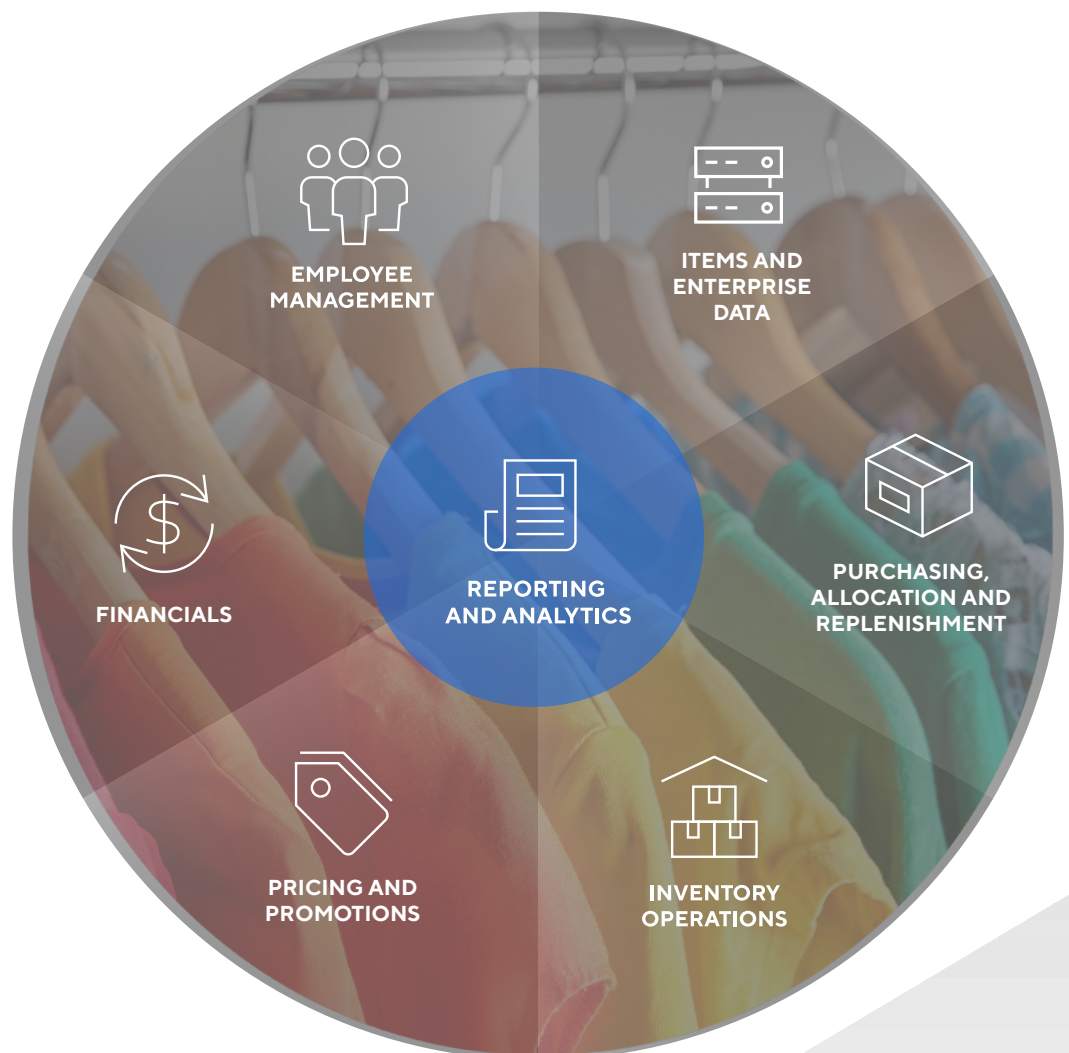 EMPLOYEE
MANAGEMENT
ITEMS AND
ENTERPRISE
DATA
FINANCIALS
REPORTING
AND ANALYTICS
PURCHASING,
ALLOCATION AND
REPLENISHMENT
PRICING AND
PROMOTIONS
INVENTORY
OPERATIONS